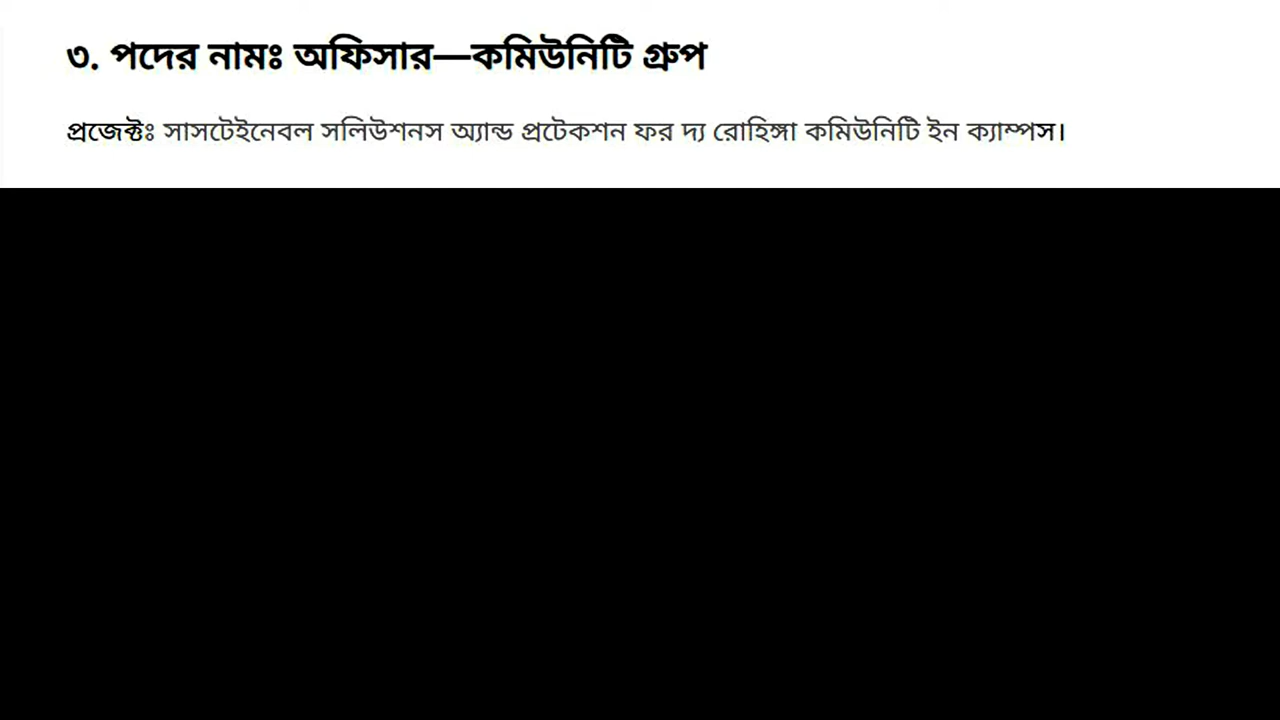 ৩. পদের নামঃ অফিসার—কমিউনিটি গ্রুপ
প্রজেক্টঃ সাসটেইনেবল সলিউশনস অ্যান্ড প্রটেকশন ফর দ্য রোহিঙ্গা কমিউনিটি ইন ক্যাম্পস।